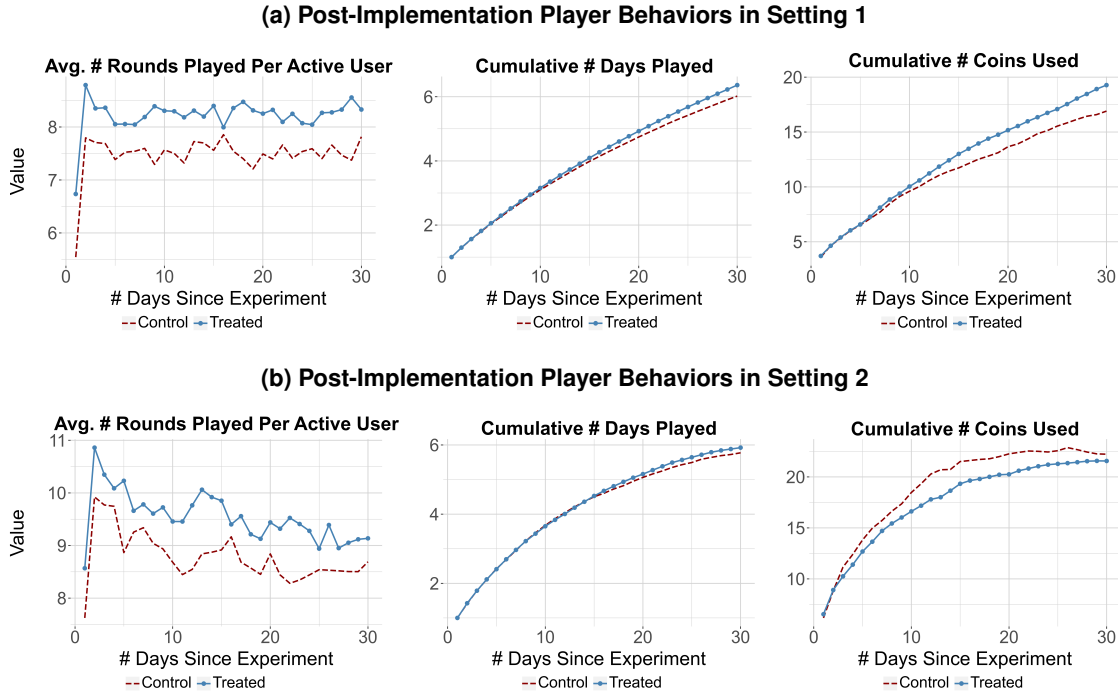 (a) Post-Implementation Player Behaviors in Setting 1
Avg. # Rounds Played Per Active User
Cumulative # Days Played
Cumulative # Coins Used
Value
8
7
6
0 10 20 30
# Days Since Experiment
Control Treated
6
4
2
0 10 20 30
# Days Since Experiment
Control Treated
20
15
10
5
0 10 20 30
# Days Since Experiment
Control Treated
(b) Post-Implementation Player Behaviors in Setting 2
Avg. # Rounds Played Per Active User
Cumulative # Days Played
Cumulative # Coins Used
Value
11
10
9
8
0 10 20 30
# Days Since Experiment
Control Treated
6
4
2
0 10 20 30
# Days Since Experiment
Control Treated
20
15
10
0 10 20 30
# Days Since Experiment
Control Treated